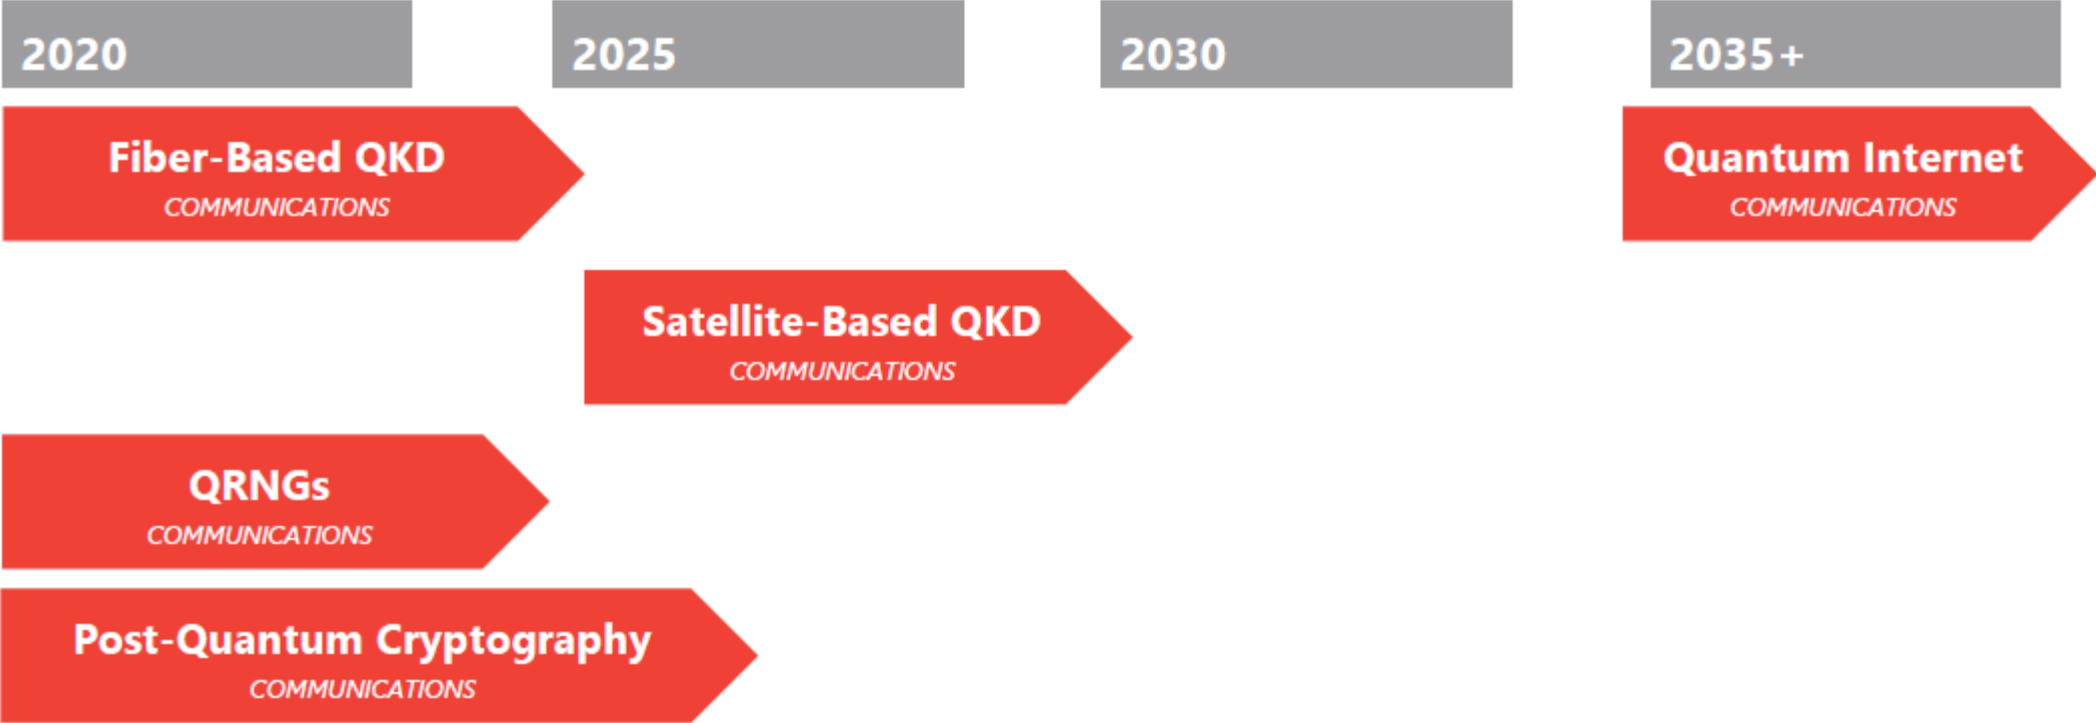 2020
2025
2030
2035+
Fiber-Based QKD
COMMUNICATIONS
Quantum Internet
COMMUNICATIONS
Satellite-Based QKD
COMMUNICATIONS
QRNGs
COMMUNICATIONS
Post-Quantum Cryptography
COMMUNICATIONS